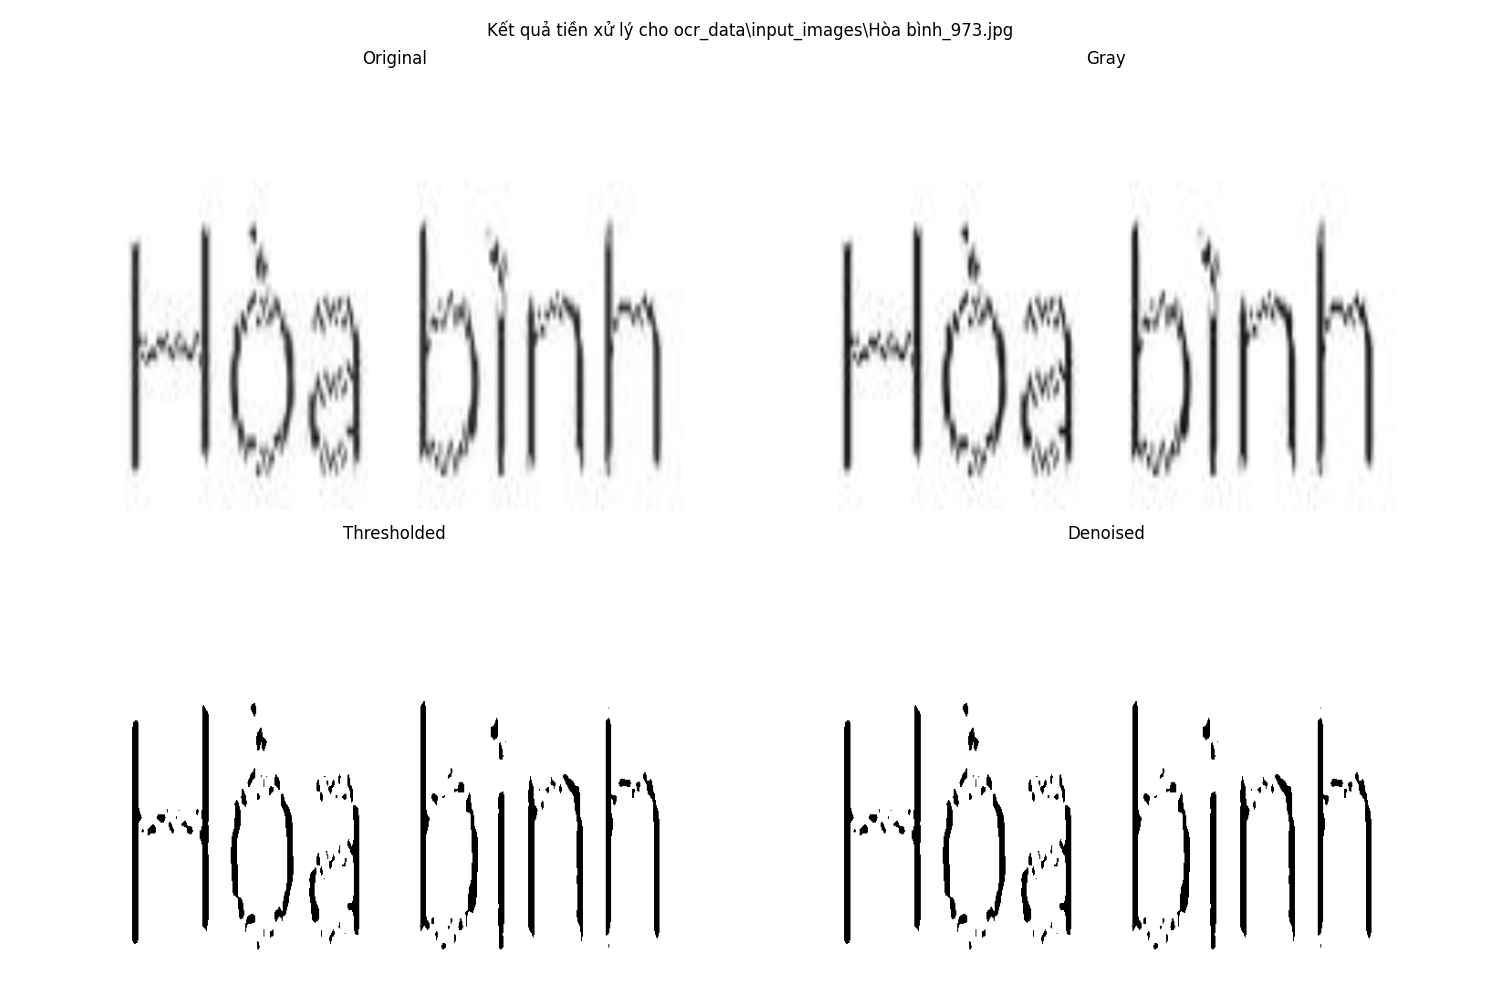 Kết quả tiền xử lý cho ocr_data\input_images\Hòa bình_973.jpg
Original
Gray
Hòa bình
Hòa bình
Thresholded
Denoised
Hòa bình
Hòa bình